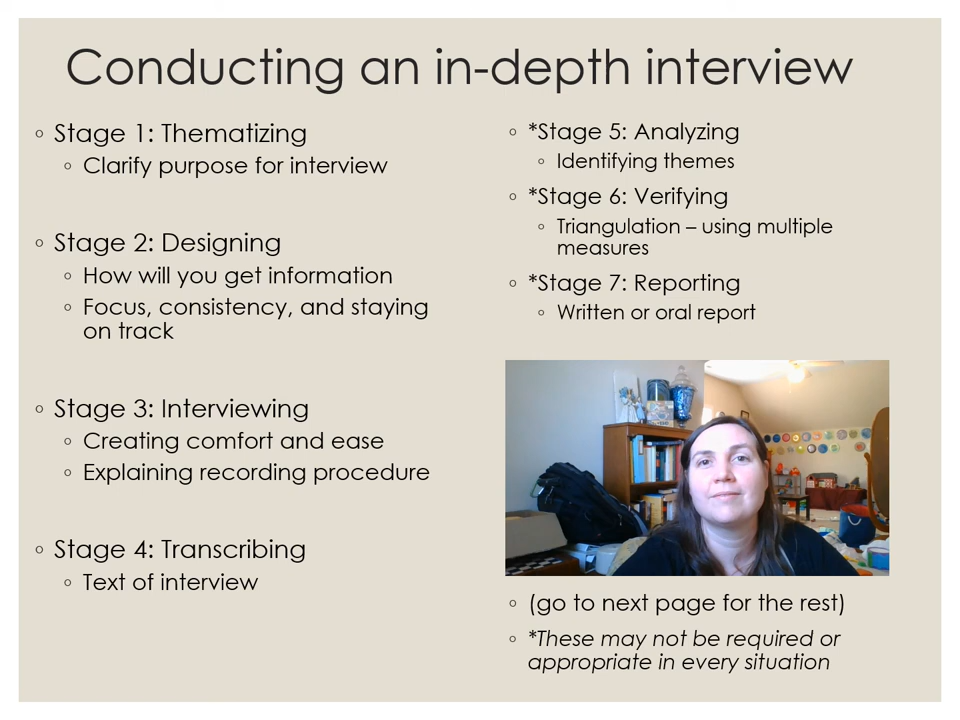 Conducting an in-depth interview
◦ Stage 1: Thematizing
◦ Clarify purpose for interview
◦ Stage 2: Designing
◦ How will you get information
◦ Focus, consistency, and staying
on track
◦ Stage 3: Interviewing
◦ Creating comfort and ease
◦ Explaining recording procedure
◦ Stage 4: Transcribing
◦ Text of interview
◦ *Stage 5: Analyzing
◦ Identifying themes
◦ *Stage 6: Verifying
◦ Triangulation – using multiple
measures
◦ *Stage 7: Reporting
◦ Written or oral report
◦ (go to next page for the rest)
◦ *These may not be required or
appropriate in every situation